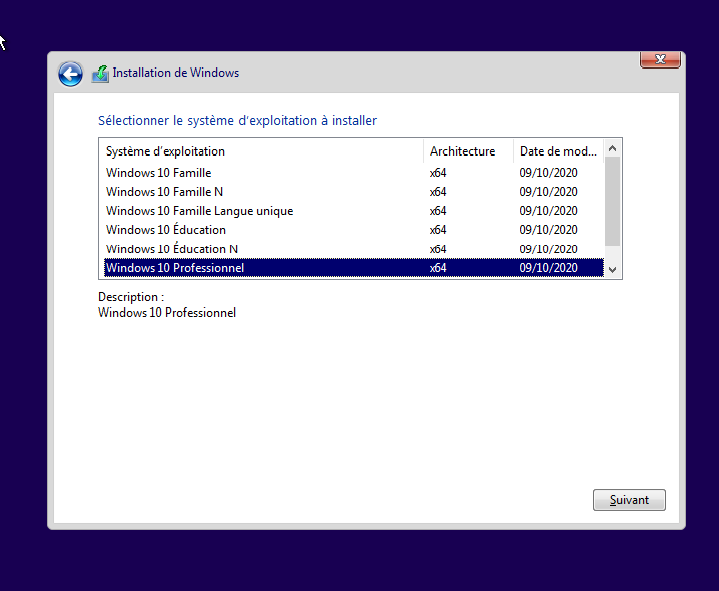 Installation de Windows
Sélectionner le système d'exploitation à installer
Système d'exploitation Architecture Date de mod...
Windows 10 Famille x64 09/10/2020
Windows 10 Famille N x64 09/10/2020
Windows 10 Famille Langue unique x64 09/10/2020
Windows 10 Éducation x64 09/10/2020
Windows 10 Éducation N x64 09/10/2020
Windows 10 Professionnel x64 09/10/2020
Description :
Windows 10 Professionnel
Suivant